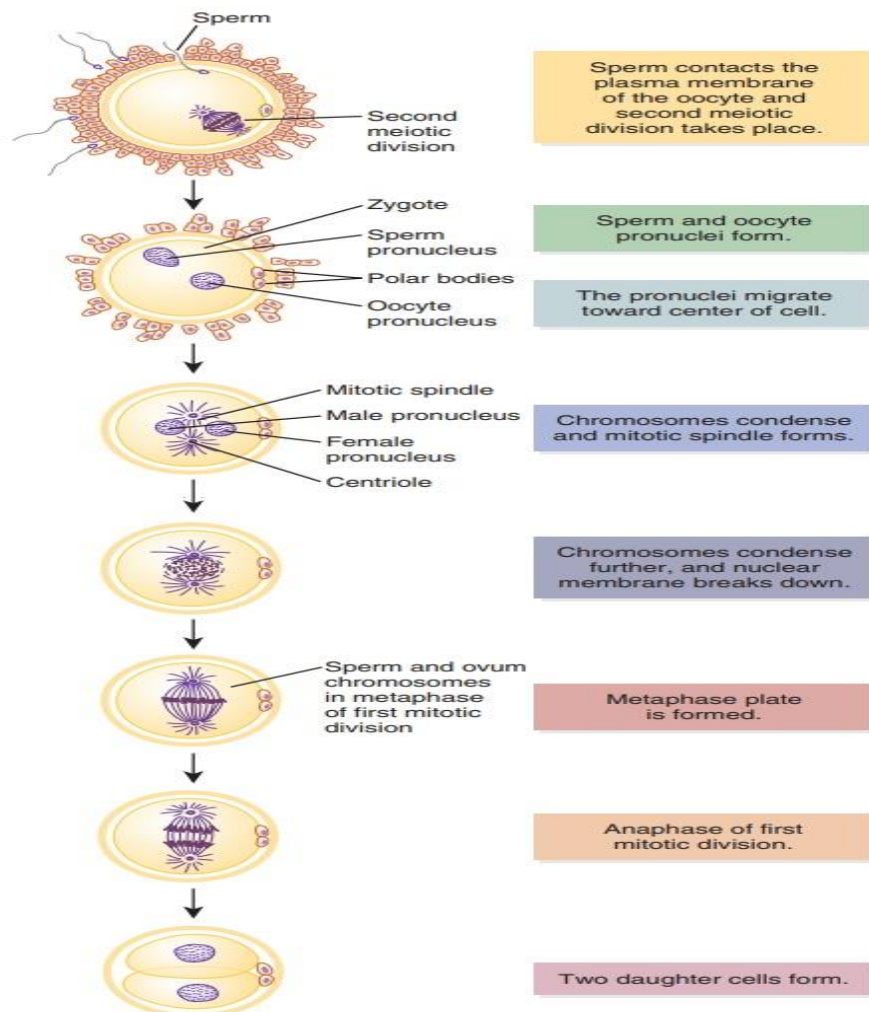 Sperm
Second
meiotic
division
Sperm contacts the
plasma membrane
of the oocyte and
second meiotic
division takes place.
Zygote
Sperm
pronucleus
Polar bodies
Oocyte
pronucleus
Sperm and oocyte
pronuclei form.
The pronuclei migrate
toward center of cell.
Mitotic spindle
Male pronucleus
Female
pronucleus
Centriole
Chromosomes condense
and mitotic spindle forms.
Chromosomes condense
further, and nuclear
membrane breaks down.
Sperm and ovum
chromosomes
in metaphase
of first mitotic
division
Metaphase plate
is formed.
Anaphase of first
mitotic division.
Two daughter cells form.